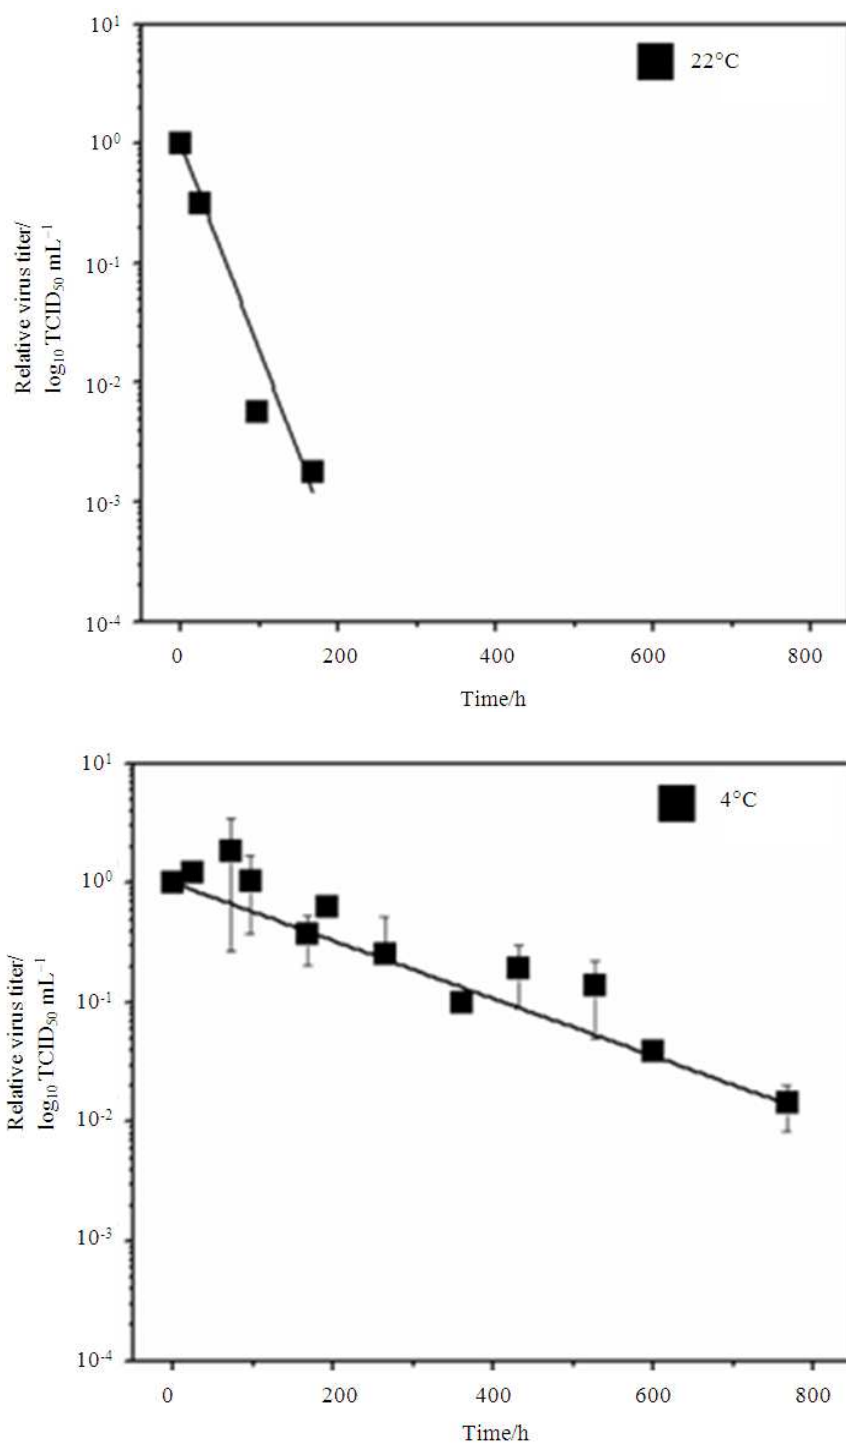 10¹
22°C
10⁰
10⁻¹
10⁻²
10⁻³
10⁻⁴
Relative virus titer/
log₁₀ TCID₅₀ mL⁻¹
0 200 400 600 800
Time/h
10¹
4°C
10⁰
10⁻¹
10⁻²
10⁻³
10⁻⁴
Relative virus titer/
log₁₀ TCID₅₀ mL⁻¹
0 200 400 600 800
Time/h